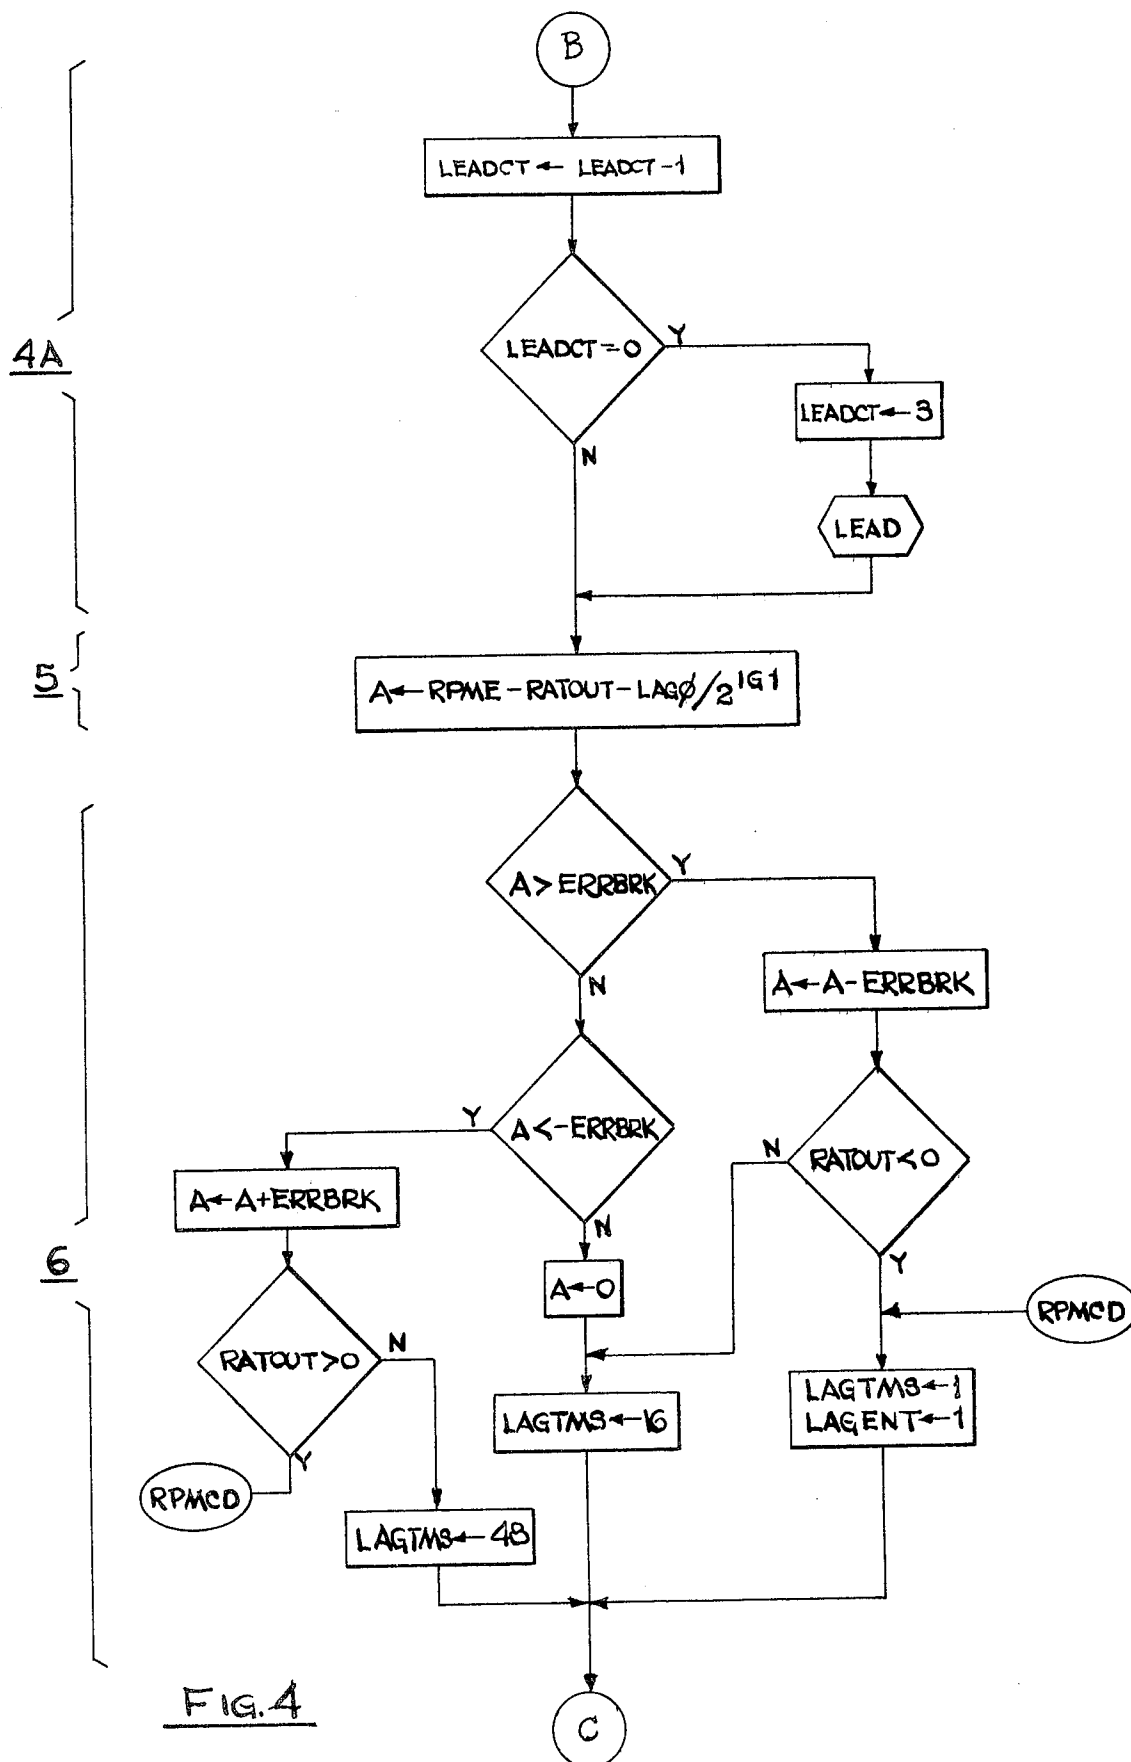 B
LEADCT ← LEADCT-1
4A
LEADCT=0
Y
N
LEADCT←3
LEAD
5
A←RPME-RATOUT-LAGØ/2^IG1
A>ERRBRK
Y
N
A←A-ERRBRK
A<-ERRBRK
Y
N
RATOUT<0
N
Y
A←A+ERRBRK
6
A←0
RPMCD
RATOUT>0
N
Y
LAGTMS←16
LAGTMS←1
LAGENT←1
RPMCD
LAGTMS←48
FIG.4
C